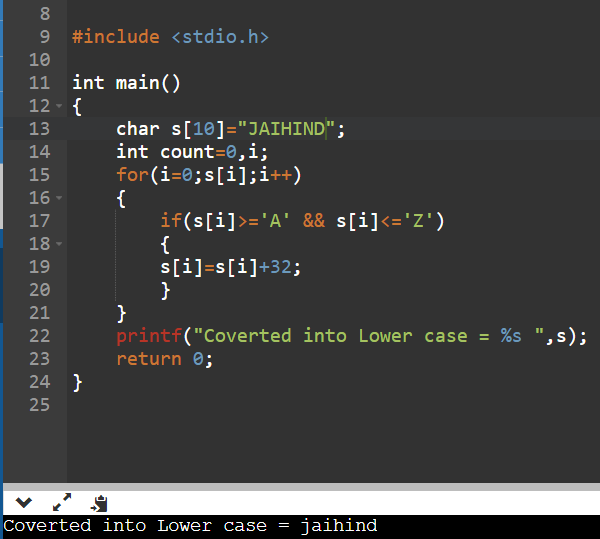 8
9 #include <stdio.h>
10
11 int main()
12 {
13     char s[10]="JAIHIND";
14     int count=0,i;
15     for(i=0;s[i];i++)
16     {
17         if(s[i]>='A' && s[i]<='Z')
18         {
19         s[i]=s[i]+32;
20         }
21     }
22     printf("Coverted into Lower case = %s ",s);
23     return 0;
24 }
25
Coverted into Lower case = jaihind